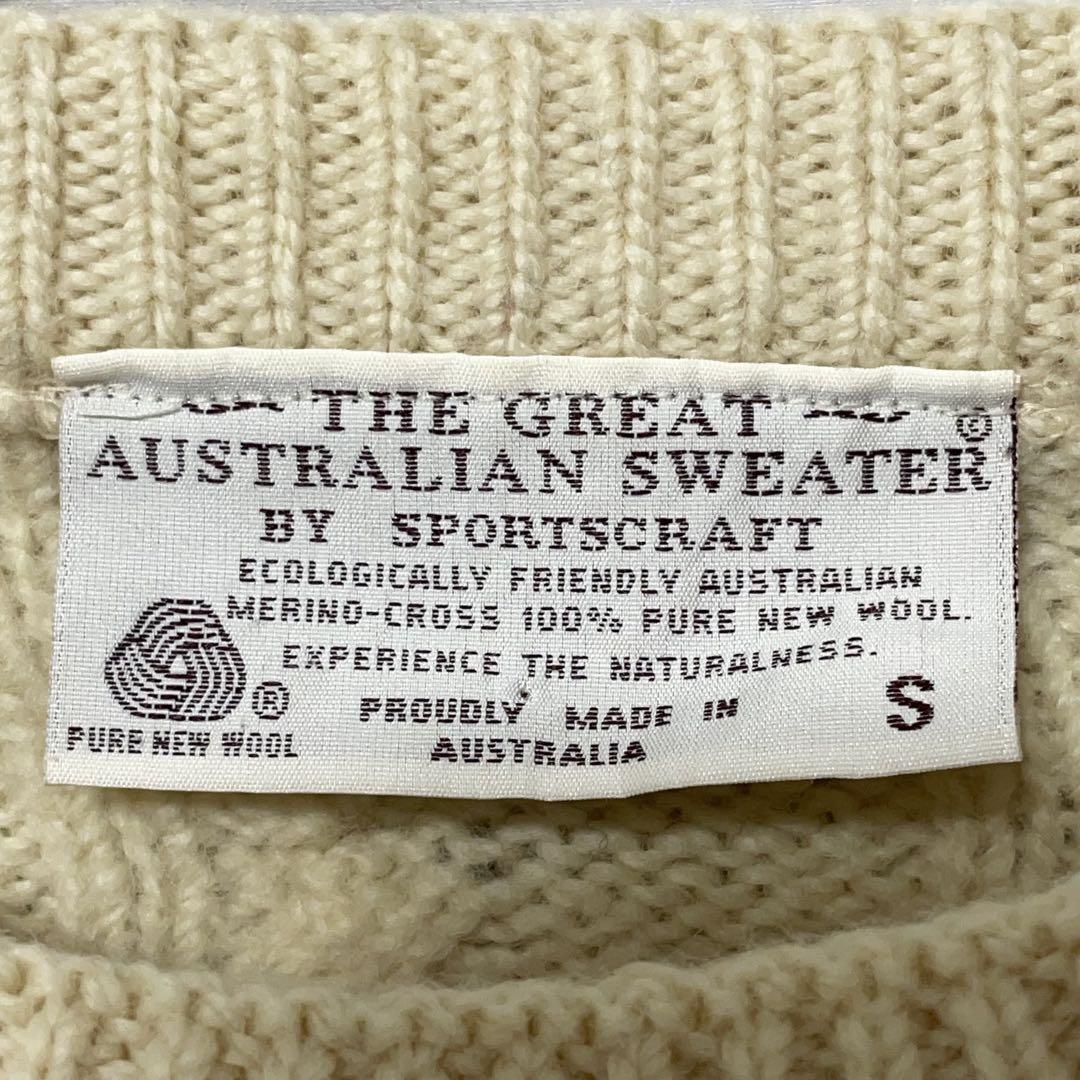 THE GREAT
AUSTRALIAN SWEATER ®
BY SPORTSCRAFT
ECOLOGICALLY FRIENDLY AUSTRALIAN
MERINO-CROSS 100% PURE NEW WOOL.
EXPERIENCE THE NATURALNESS.
®
PURE NEW WOOL
PROUDLY MADE IN
AUSTRALIA
S